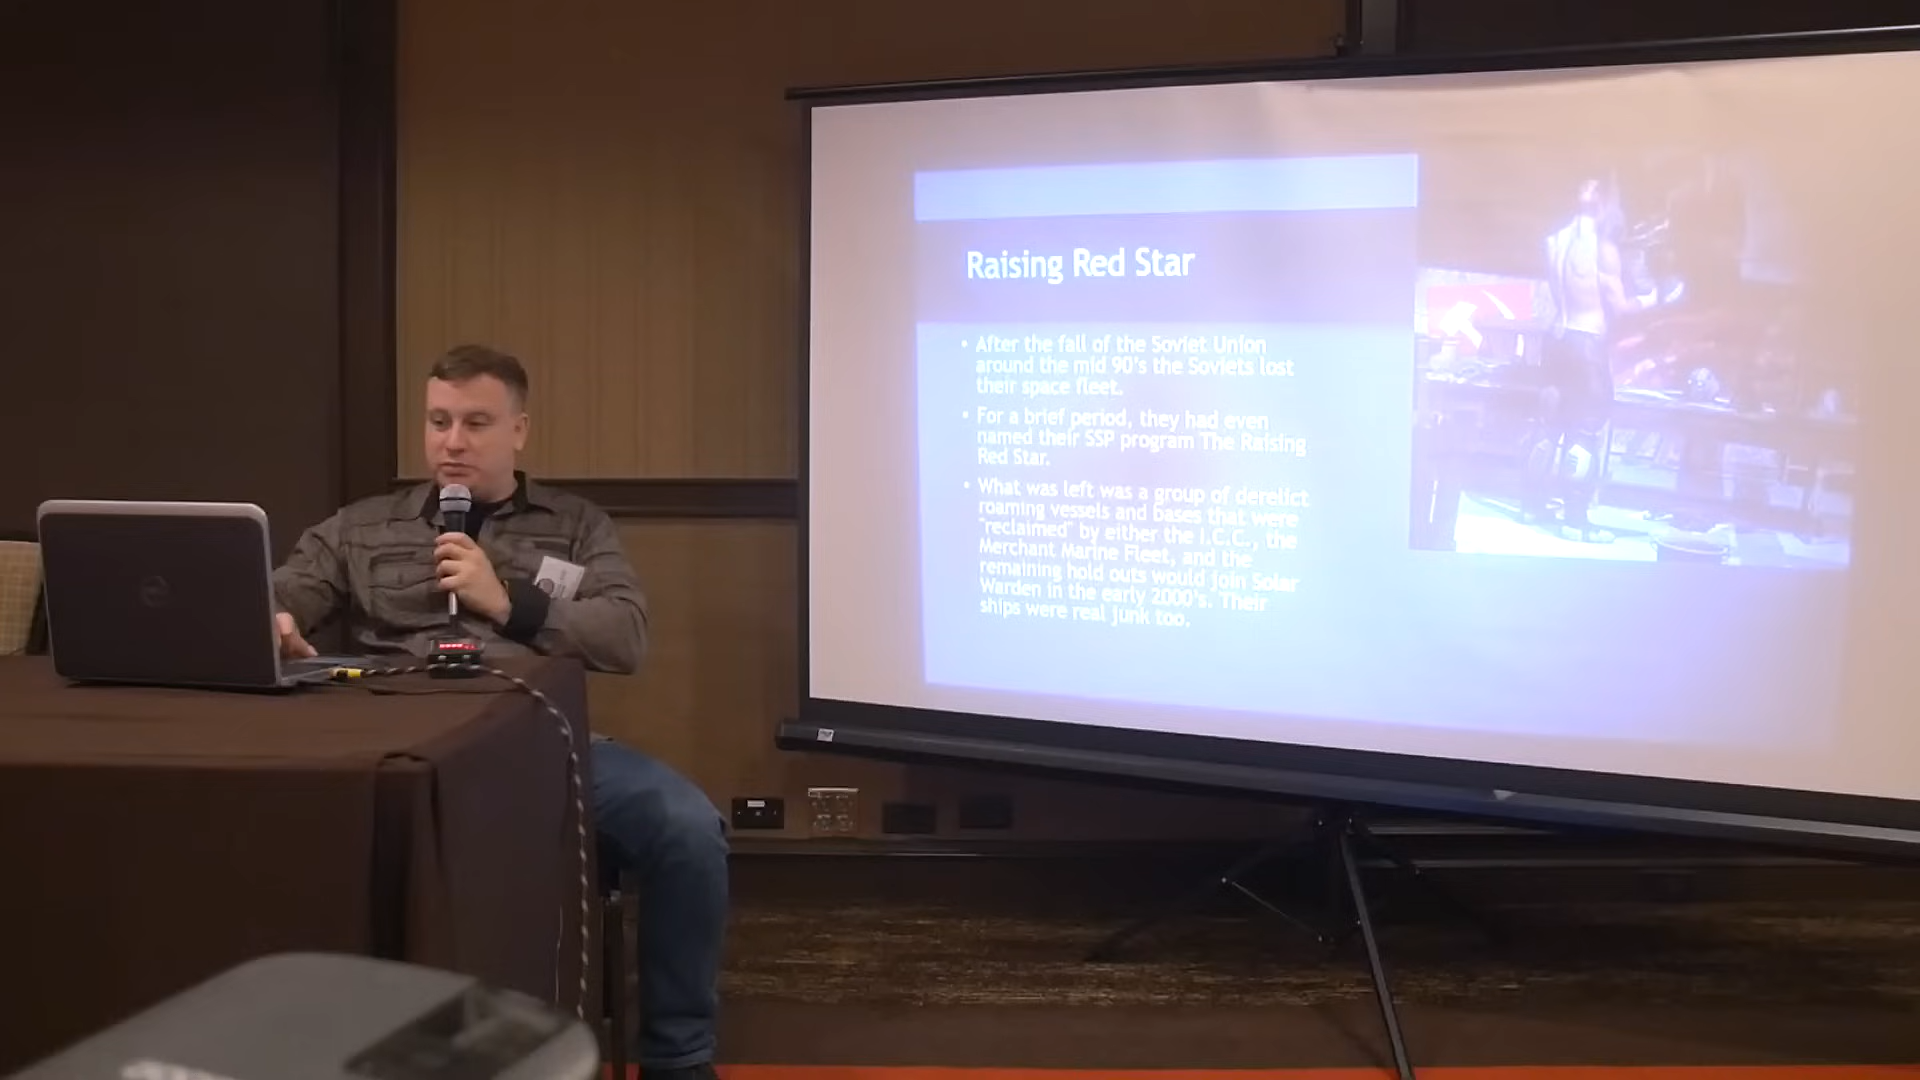 Raising Red Star
• After the fall of the Soviet Union
around the mid 90's the Soviets lost
their space fleet.
• For a brief period, they had even
named their SSP program The Raising
Red Star.
• What was left was a group of derelict
roaming vessels and bases that were
"reclaimed" by either the I.C.C., the
Merchant Marine Fleet, and the
remaining hold outs would join Solar
Warden in the early 2000's. Their
ships were real junk too.